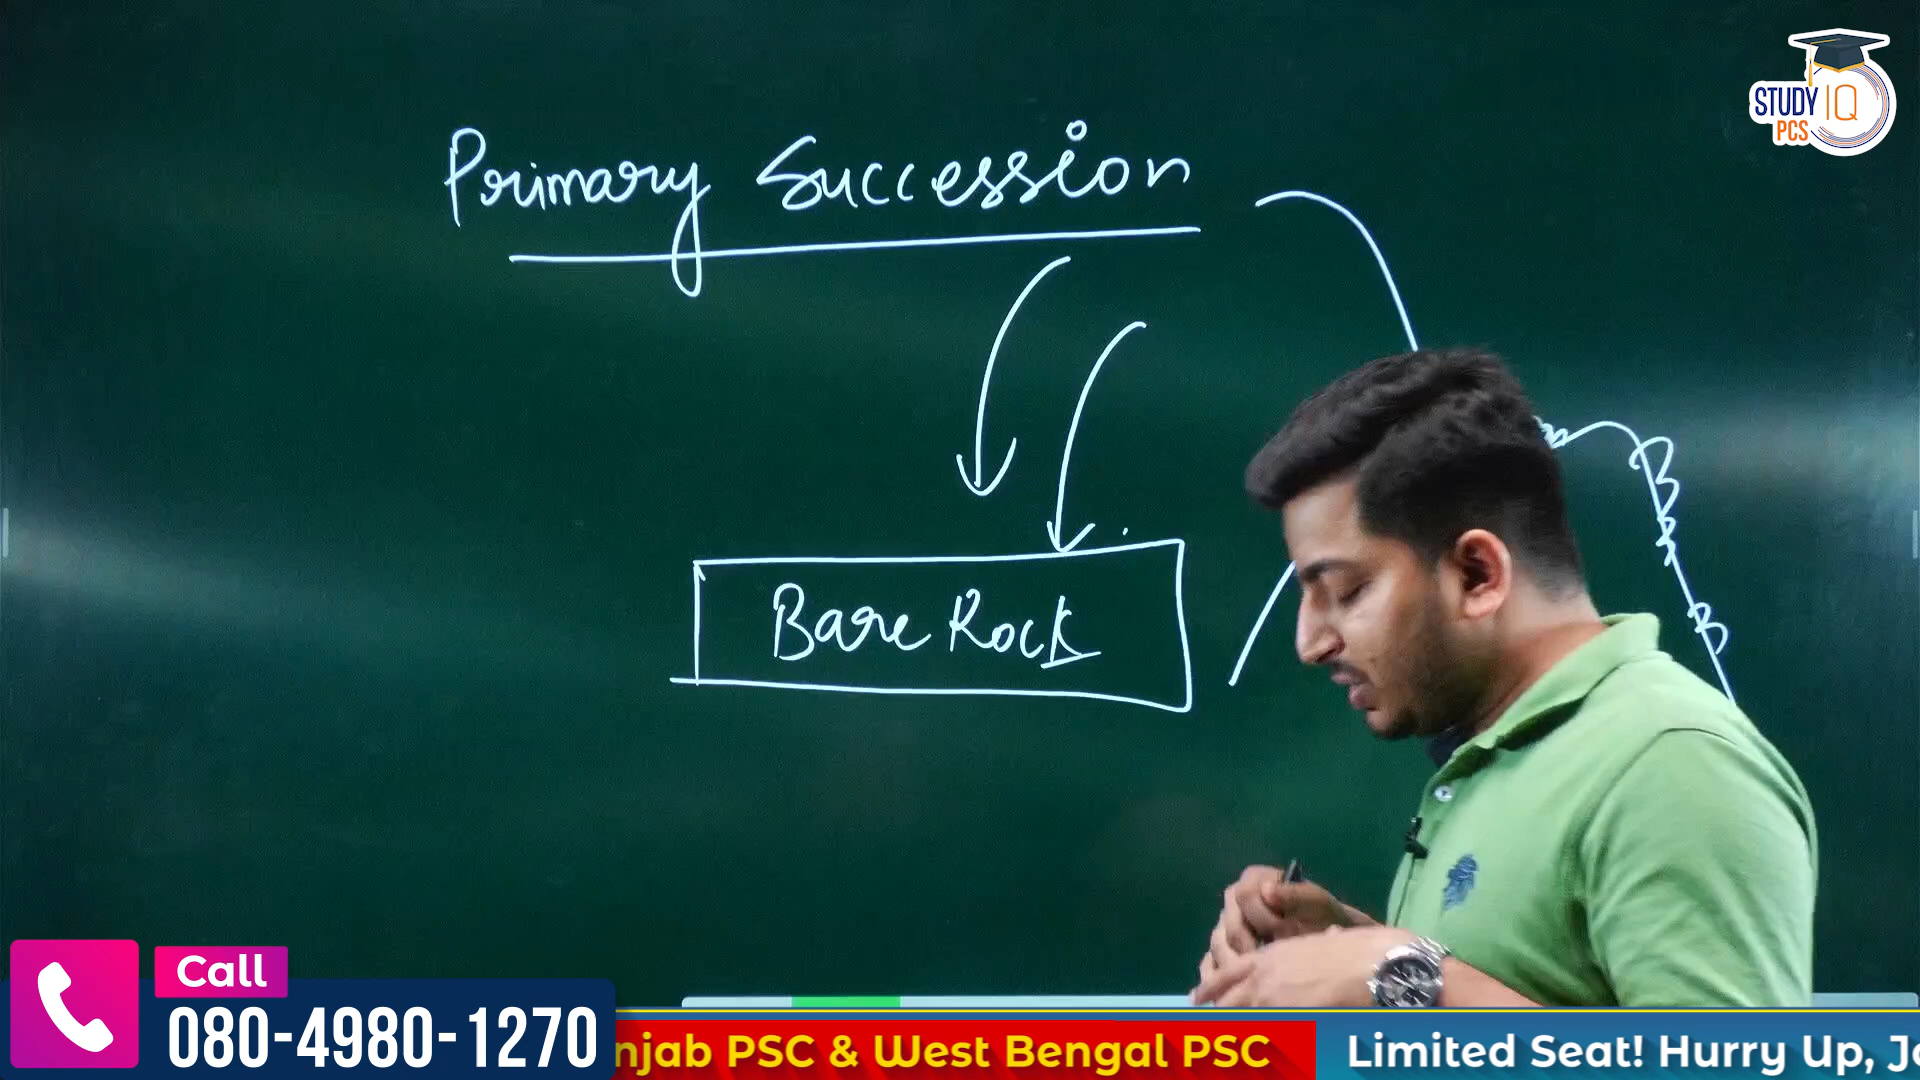 Primary Succession
Bare Rock
B
B
STUDY IQ
PCS
Call
080-4980-1270
njab PSC & West Bengal PSC
Limited Seat! Hurry Up, Jo